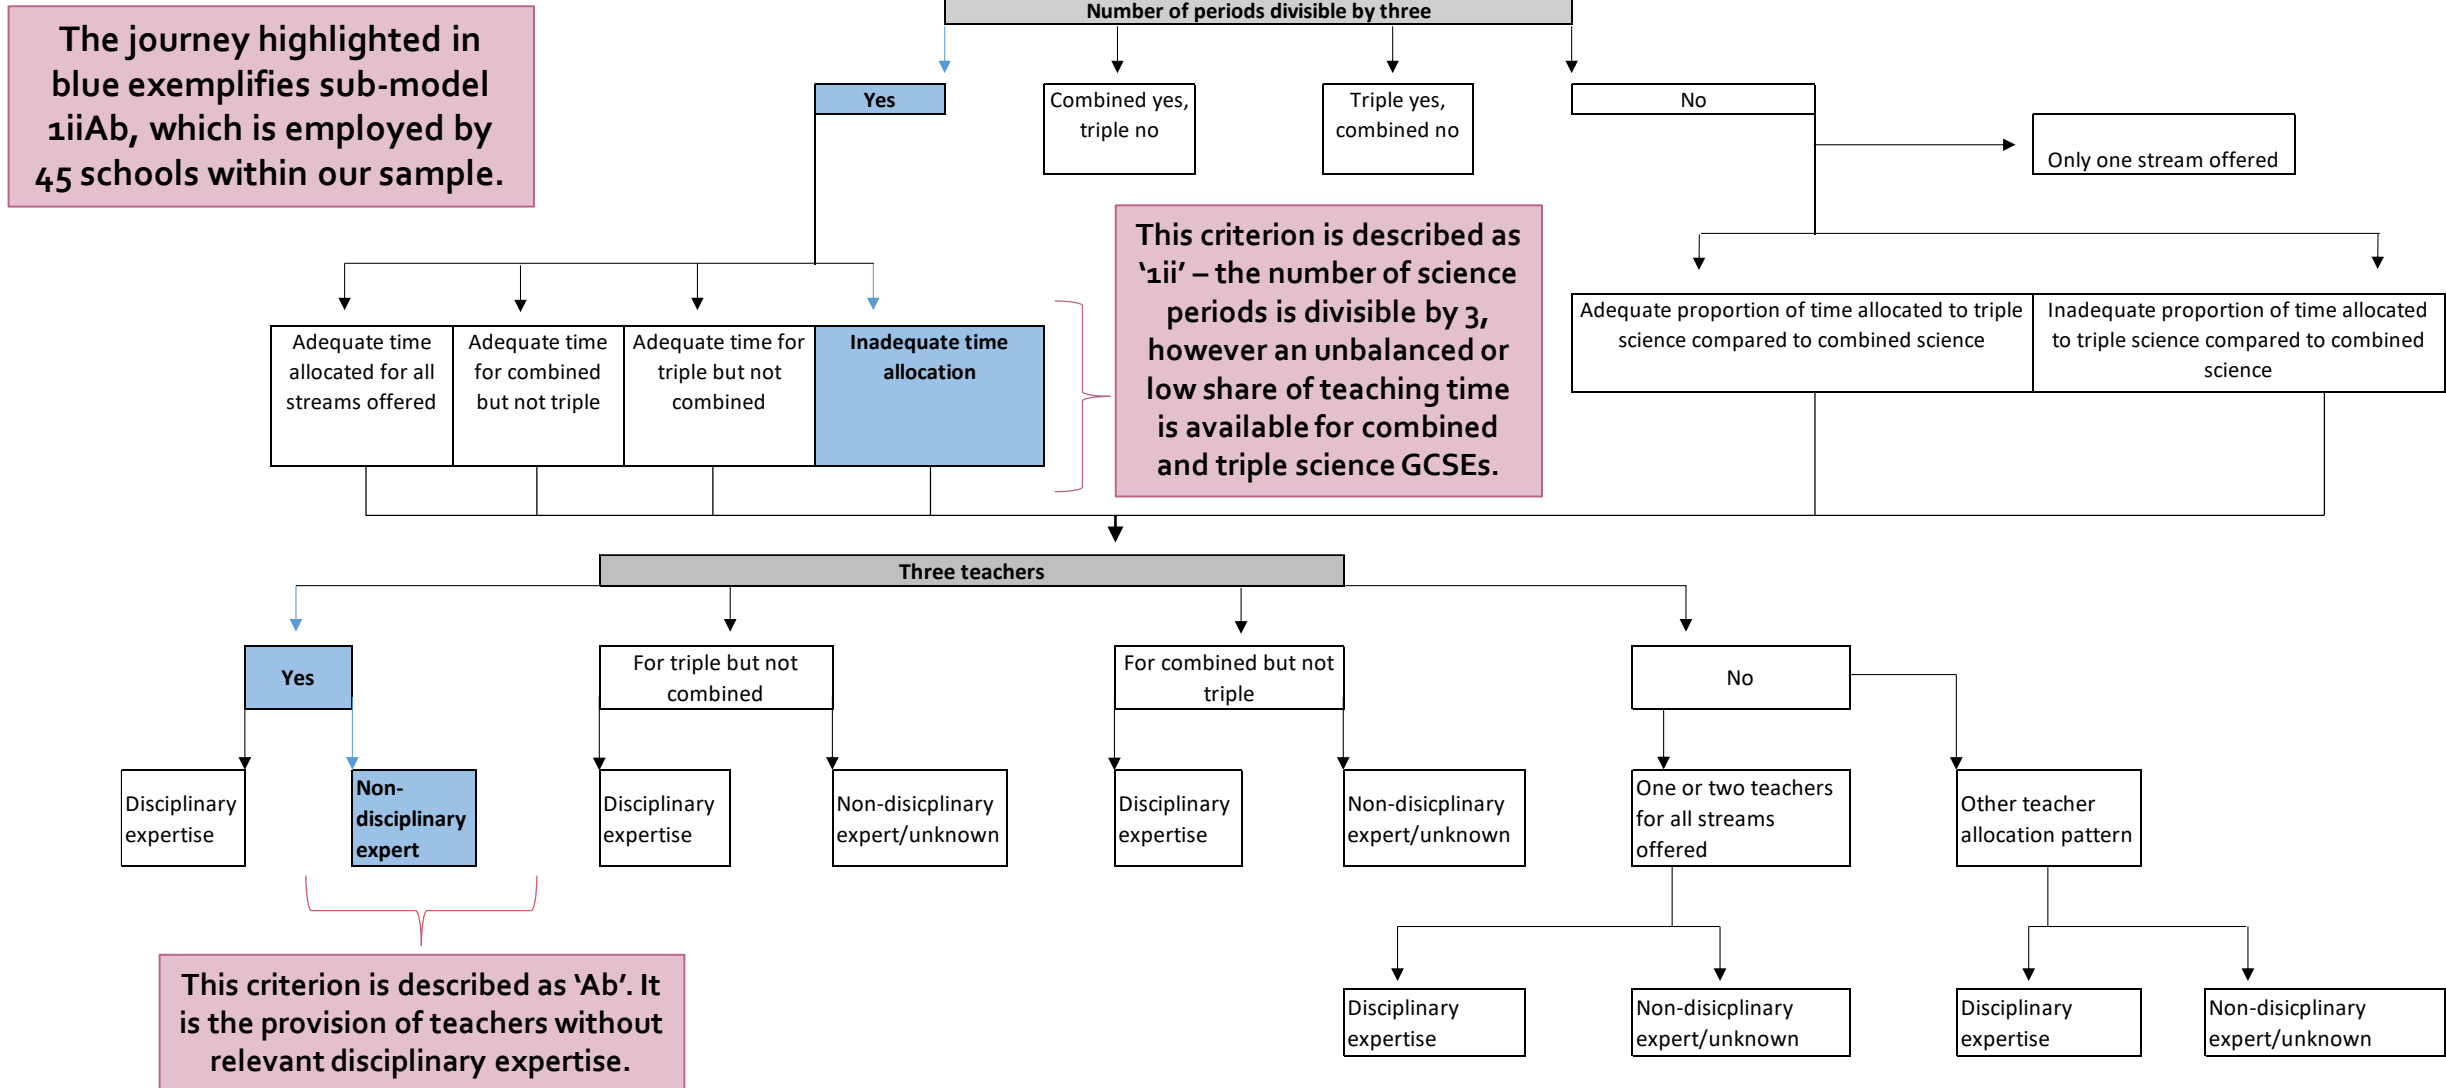 Number of periods divisible by three
The journey highlighted in
blue exemplifies sub-model
1iiAb, which is employed by
45 schools within our sample.
Yes
Combined yes,
triple no
Triple yes,
combined no
No
Only one stream offered
This criterion is described as
‘1ii’ – the number of science
periods is divisible by 3,
however an unbalanced or
low share of teaching time
is available for combined
and triple science GCSEs.
Adequate time
allocated for all
streams offered
Adequate time
for combined
but not triple
Adequate time for
triple but not
combined
Inadequate time
allocation
Adequate proportion of time allocated to triple
science compared to combined science
Inadequate proportion of time allocated
to triple science compared to combined
science
Three teachers
Yes
For triple but not
combined
For combined but not
triple
No
Disciplinary
expertise
Non-
disciplinary
expert
Disciplinary
expertise
Non-disicplinary
expert/unknown
Disciplinary
expertise
Non-disicplinary
expert/unknown
One or two teachers
for all streams
offered
Other teacher
allocation pattern
This criterion is described as ‘Ab’. It
is the provision of teachers without
relevant disciplinary expertise.
Disciplinary
expertise
Non-disicplinary
expert/unknown
Disciplinary
expertise
Non-disicplinary
expert/unknown